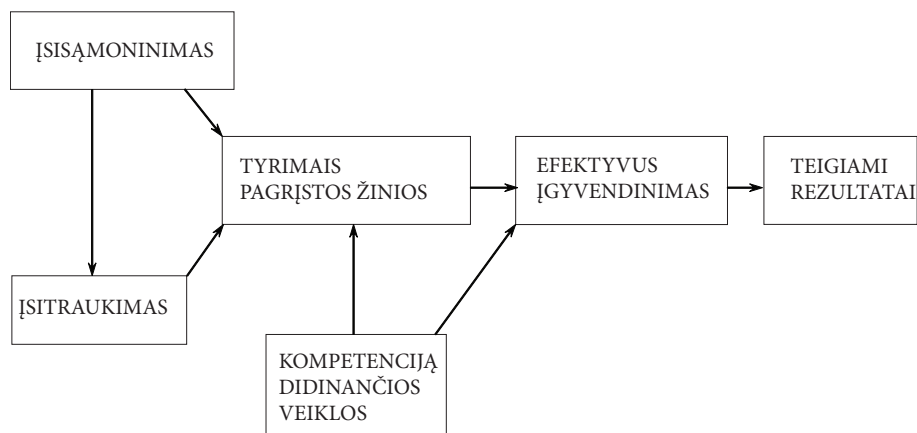 ĮSISĄMONINIMAS
TYRIMAIS
PAGRĮSTOS ŽINIOS
EFEKTYVUS
ĮGYVENDINIMAS
TEIGIAMI
REZULTATAI
ĮSITRAUKIMAS
KOMPETENCIJĄ
DIDINANČIOS
VEIKLOS